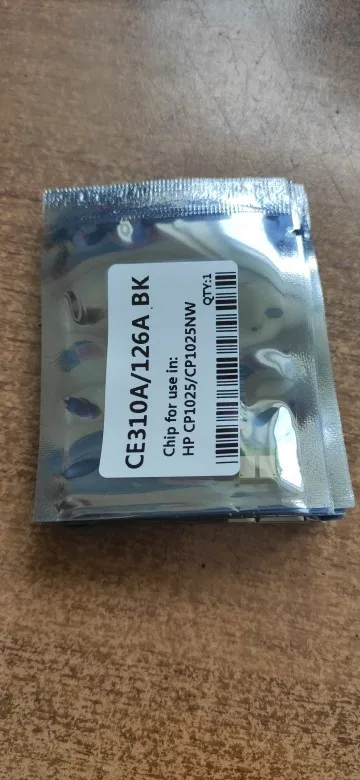 CE310A/126A BK
Chip for use in:
HP CP1025/CP1025NW
QTY:1